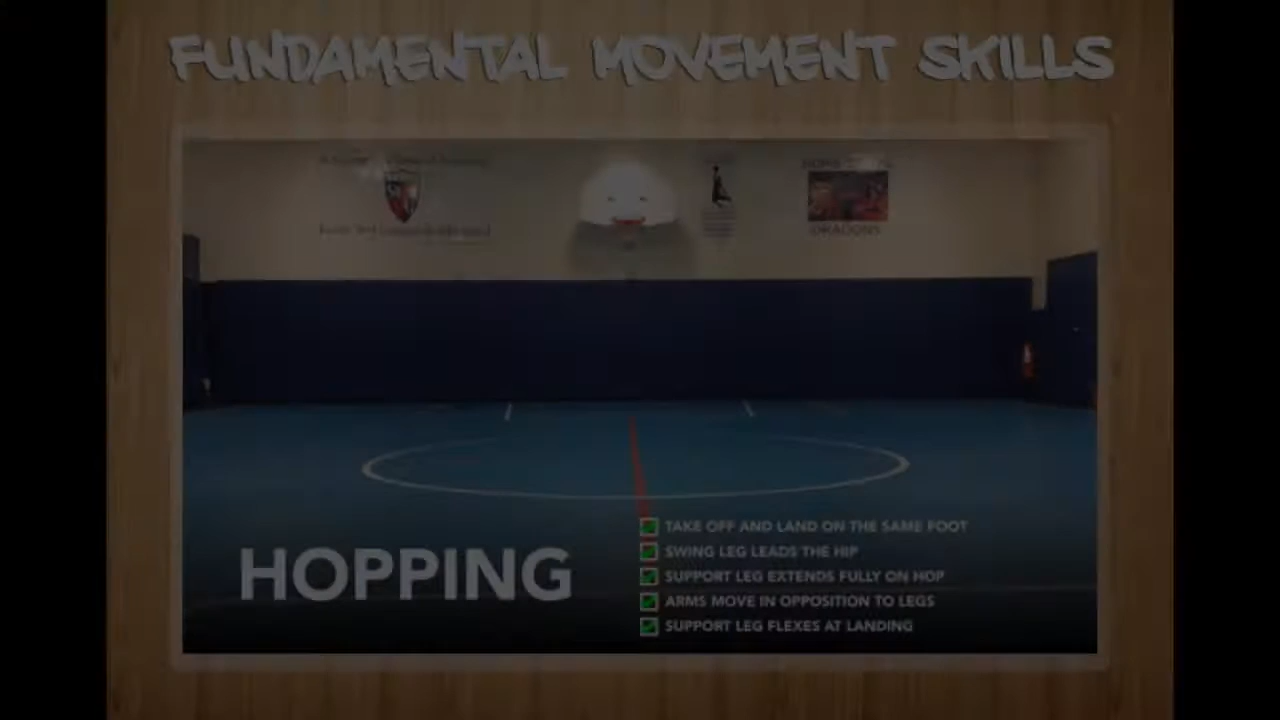 FUNDAMENTAL MOVEMENT SKILLS
DRAGONS
HOPPING
TAKE OFF AND LAND ON THE SAME FOOT
SWING LEG LEADS THE HIP
SUPPORT LEG EXTENDS FULLY ON HOP
ARMS MOVE IN OPPOSITION TO LEGS
SUPPORT LEG FLEXES AT LANDING